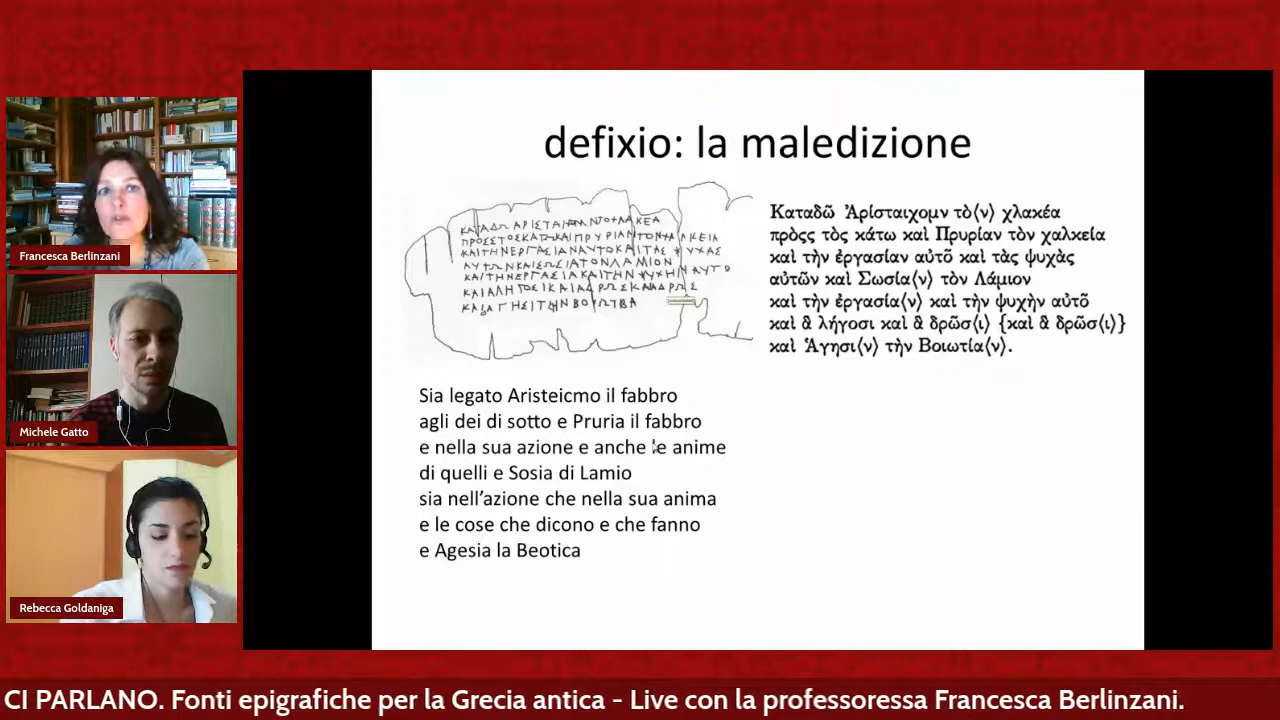 defixio: la maledizione
Καταδῶ Ἀρίσταιχομν τὸ⟨ν⟩ χλακέα
πρὸςς τὸς κάτω καὶ Πρυρίαν τὸν χαλκεία
καὶ τὴν ἐργασίαν αὐτο͂ καὶ τὰς ψυχὰς
αὐτῶν καὶ Σωσία⟨ν⟩ τὸν Λάμιον
καὶ τὴν ἐργασία⟨ν⟩ καὶ τὴν ψυχὴν αὐτο͂
καὶ ἃ λήγοσι καὶ ἃ δρῶσ⟨ι⟩ {καὶ ἃ δρῶσ⟨ι⟩}
καὶ Ἁγησι⟨ν⟩ τὴν Βοιωτία⟨ν⟩.
Sia legato Aristeicmo il fabbro
agli dei di sotto e Pruria il fabbro
e nella sua azione e anche le anime
di quelli e Sosia di Lamio
sia nell’azione che nella sua anima
e le cose che dicono e che fanno
e Agesia la Beotica
Francesca Berlinzani
Michele Gatto
Rebecca Goldaniga
CI PARLANO. Fonti epigrafiche per la Grecia antica - Live con la professoressa Francesca Berlinzani.